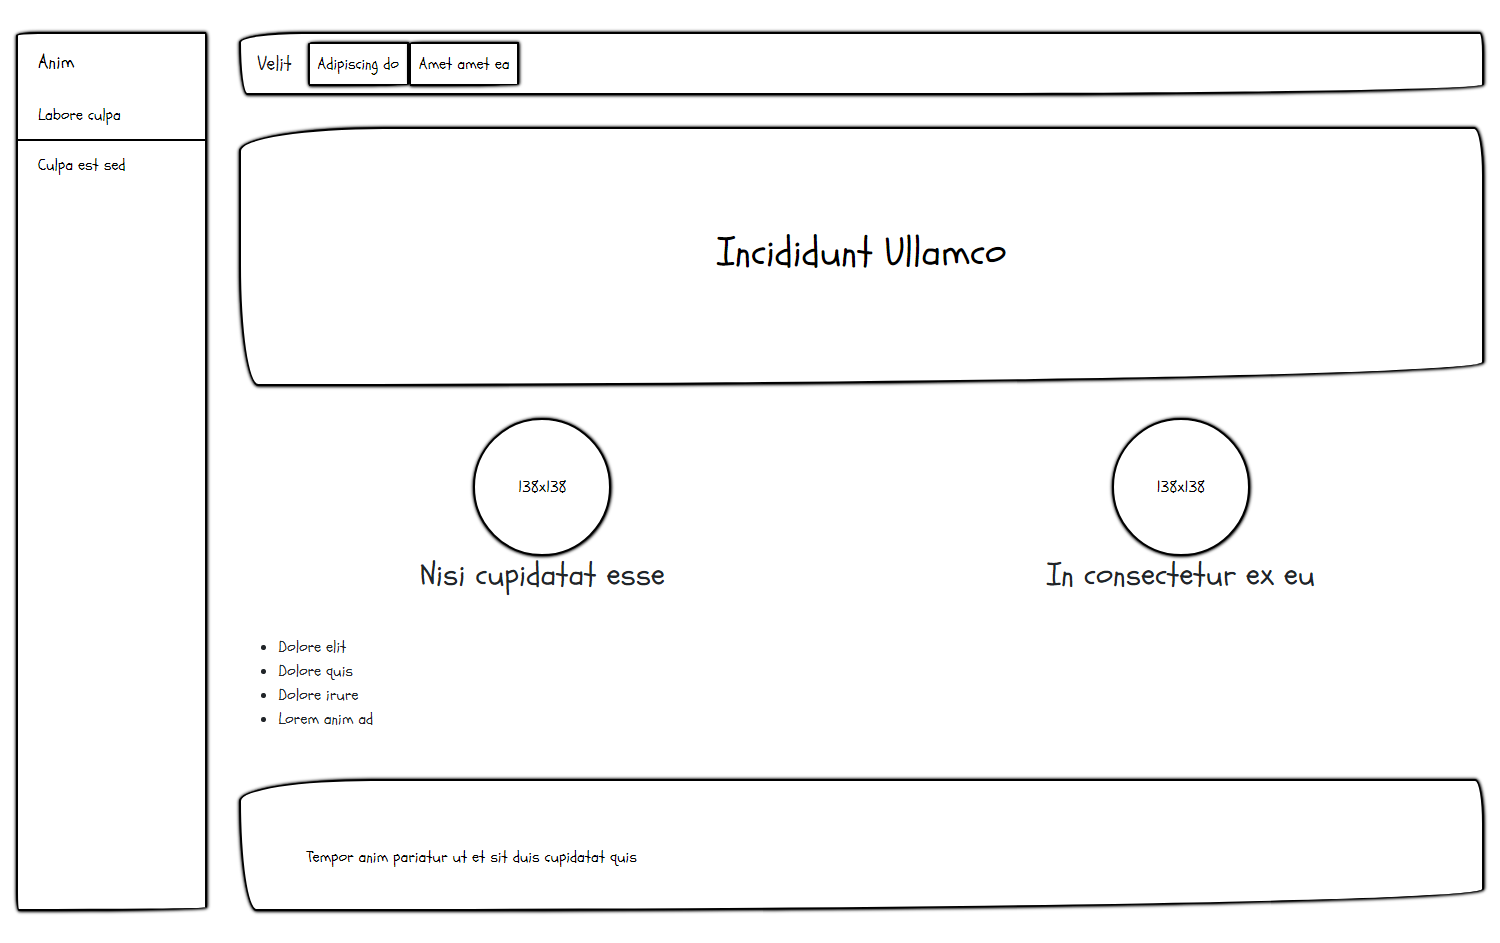 Anim
Labore culpa
Culpa est sed
Velit
Adipiscing do
Amet amet ea
Incididunt Ullamco
138x138
Nisi cupidatat esse
138x138
In consectetur ex eu
Dolore elit
Dolore quis
Dolore irure
Lorem anim ad
Tempor anim pariatur ut et sit duis cupidatat quis